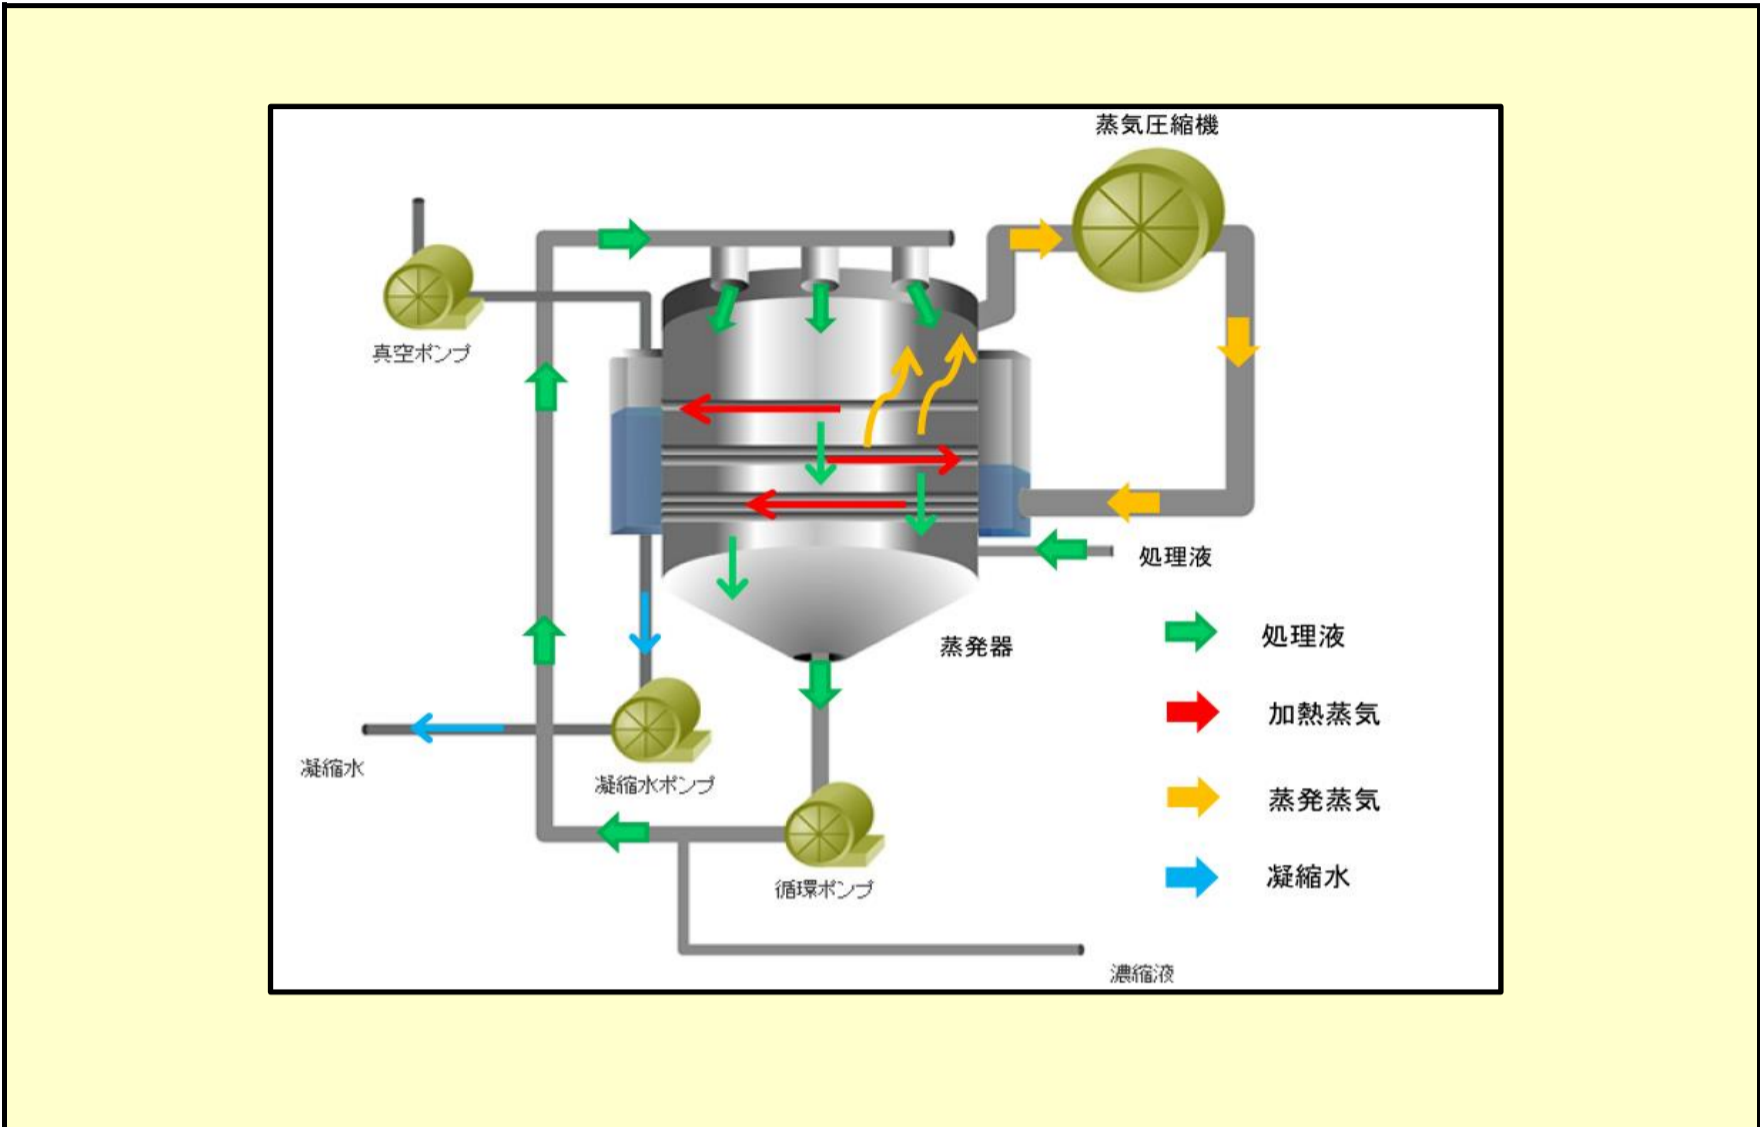 蒸気圧縮機
真空ポンプ
処理液
蒸発器
処理液
加熱蒸気
凝縮水
凝縮水ポンプ
蒸発蒸気
循環ポンプ
凝縮水
濃縮液